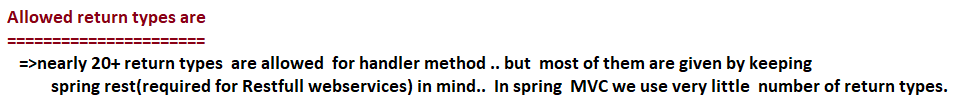 Allowed return types are
======================
=>nearly 20+ return types are allowed for handler method .. but most of them are given by keeping
spring rest(required for Restfull webservices) in mind.. In spring MVC we use very little number of return types.